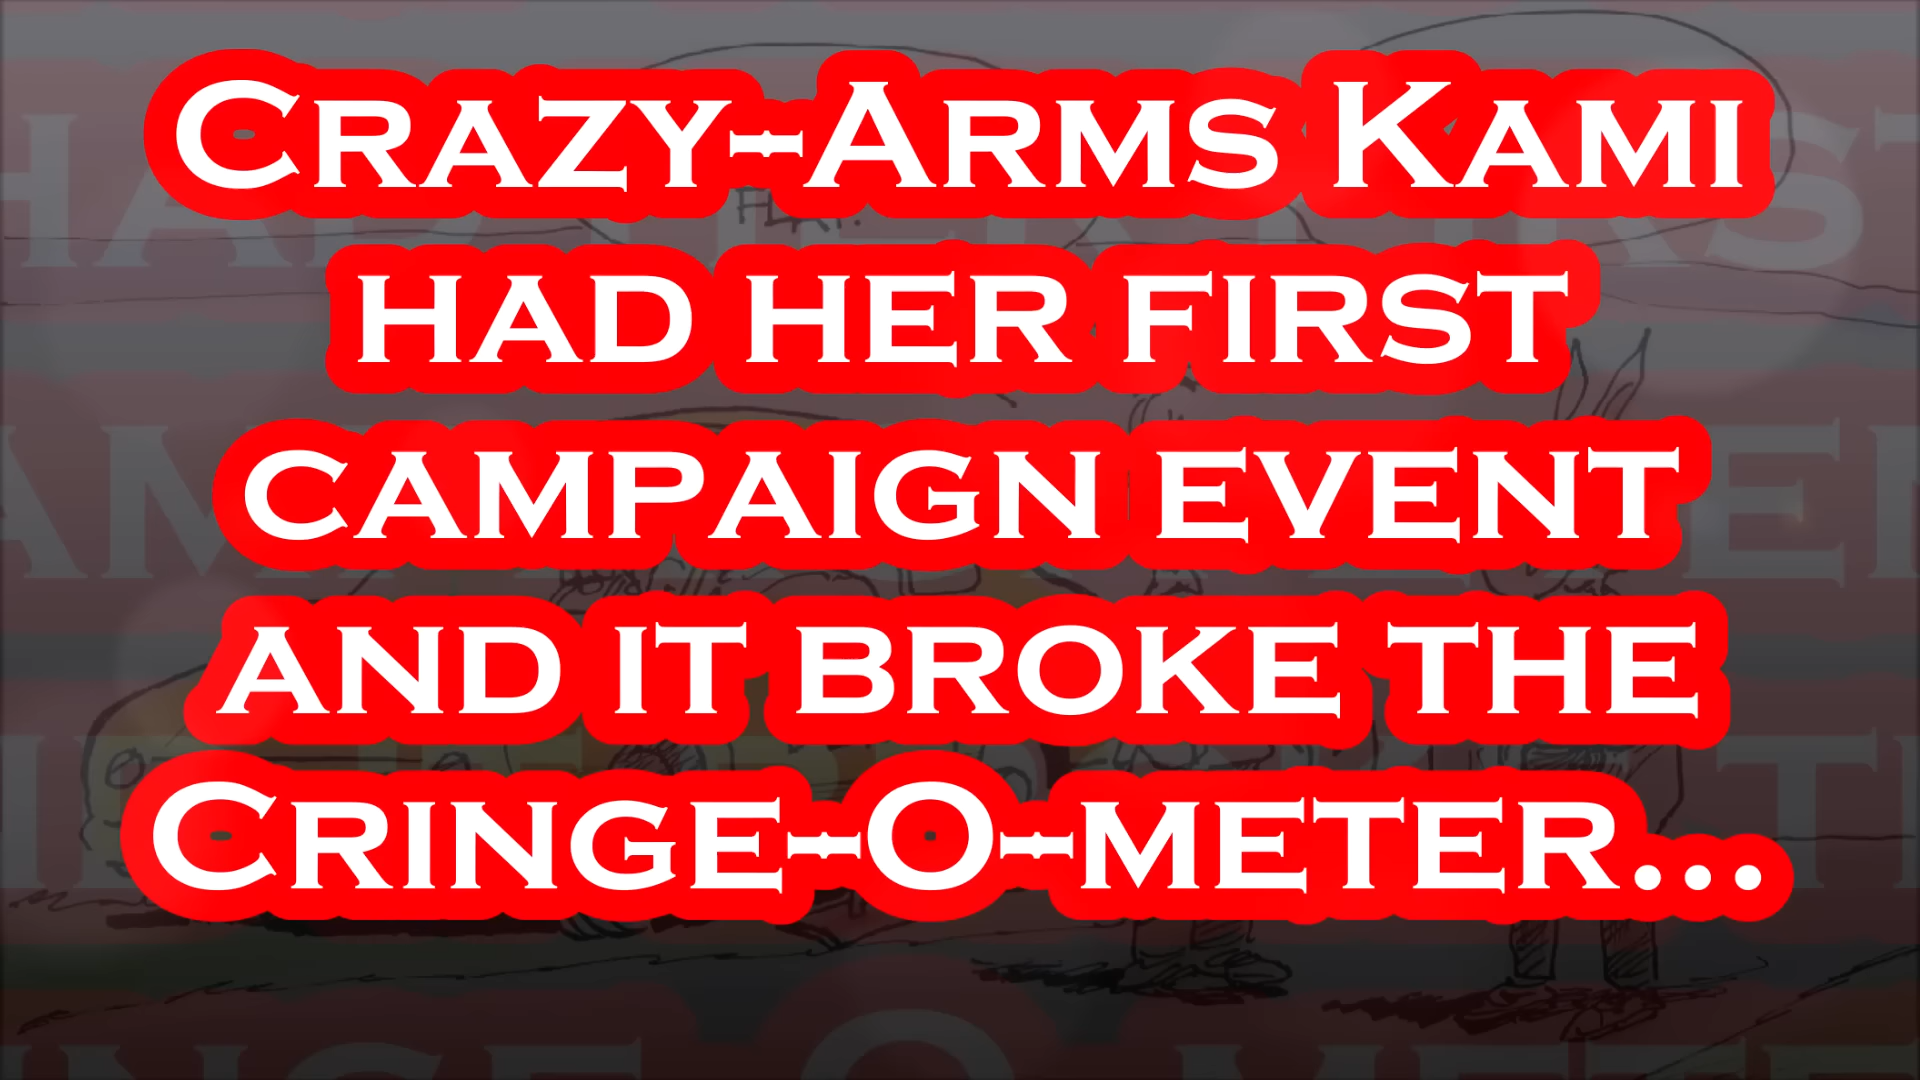 Crazy-Arms Kami
had her first
campaign event
and it broke the
Cringe-O-meter...